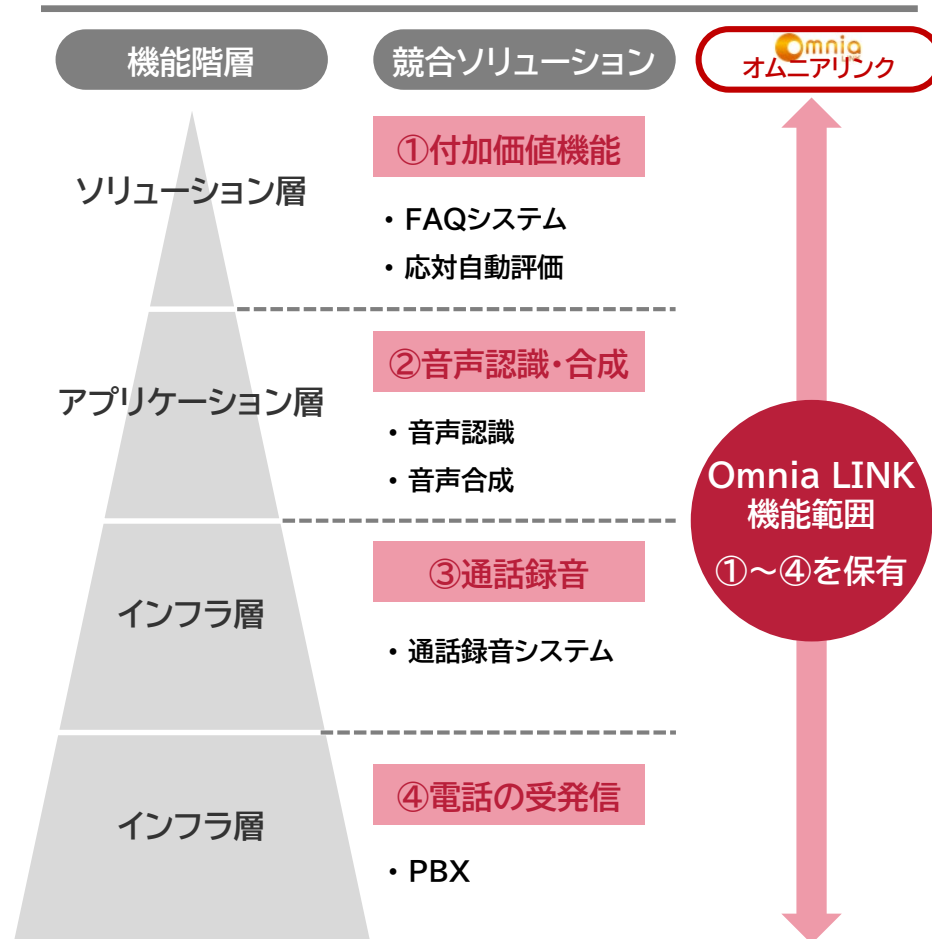 機能階層
競合ソリューション
Omnia
オムニアリンク
ソリューション層
①付加価値機能
・FAQシステム
・応対自動評価
アプリケーション層
②音声認識・合成
・音声認識
・音声合成
Omnia LINK
機能範囲
①～④を保有
インフラ層
③通話録音
・通話録音システム
インフラ層
④電話の受発信
・PBX